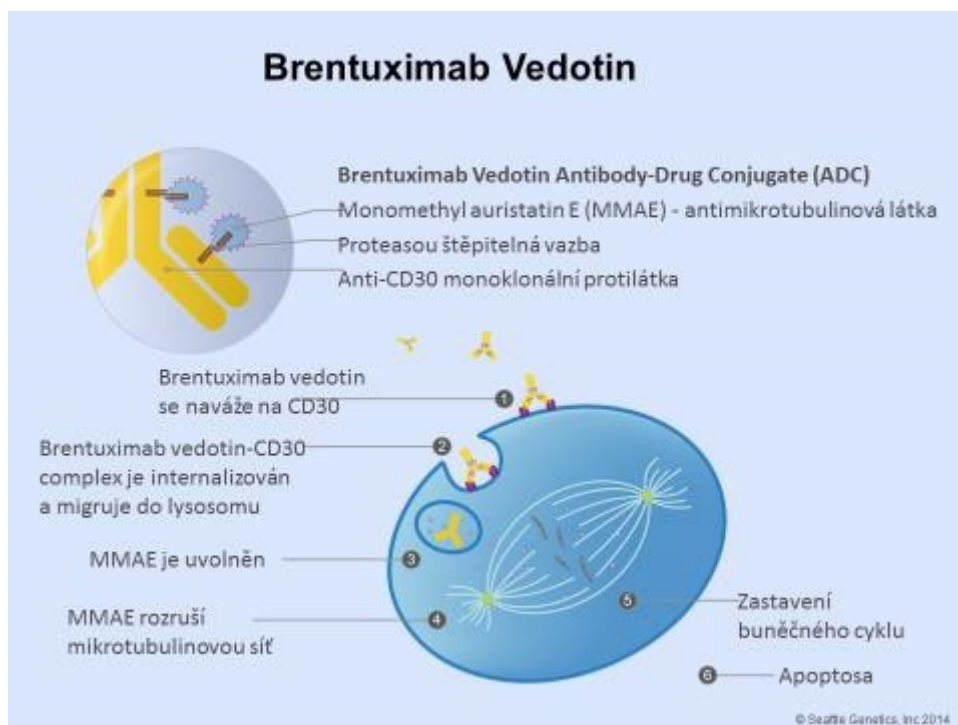 Brentuximab Vedotin
Brentuximab Vedotin Antibody-Drug Conjugate (ADC)
Monomethyl auristatin E (MMAE) - antimikrotubulinová látka
Proteasou štěpitelná vazba
Anti-CD30 monoklonální protilátka
Brentuximab vedotin
se naváže na CD30
1
Brentuximab vedotin-CD30
complex je internalizován
a migruje do lysosomu
2
MMAE je uvolněn
3
MMAE rozruší
mikrotubulinovou síť
4
5
Zastavení
buněčného cyklu
6
Apoptosa
© Seattle Genetics, Inc 2014